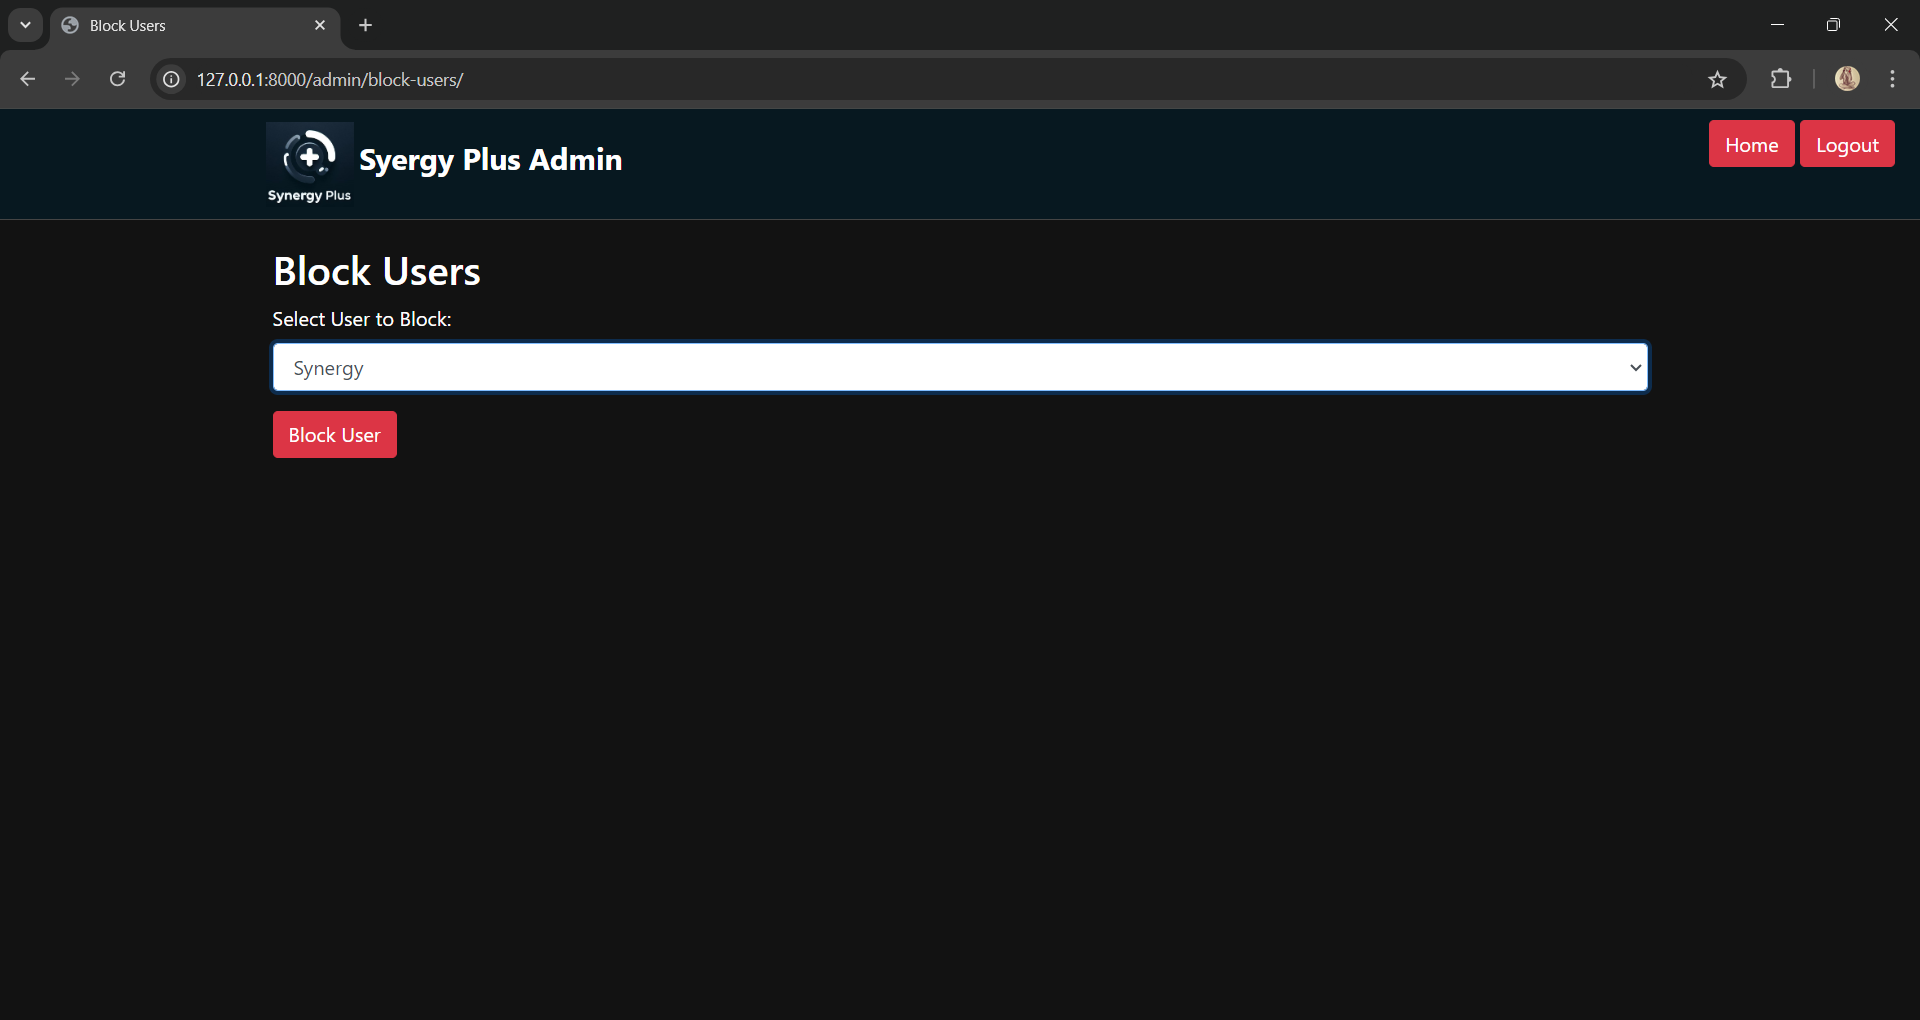 Block Users
127.0.0.1:8000/admin/block-users/
Synergy Plus
Syergy Plus Admin
Home
Logout
Block Users
Select User to Block:
Synergy
Block User